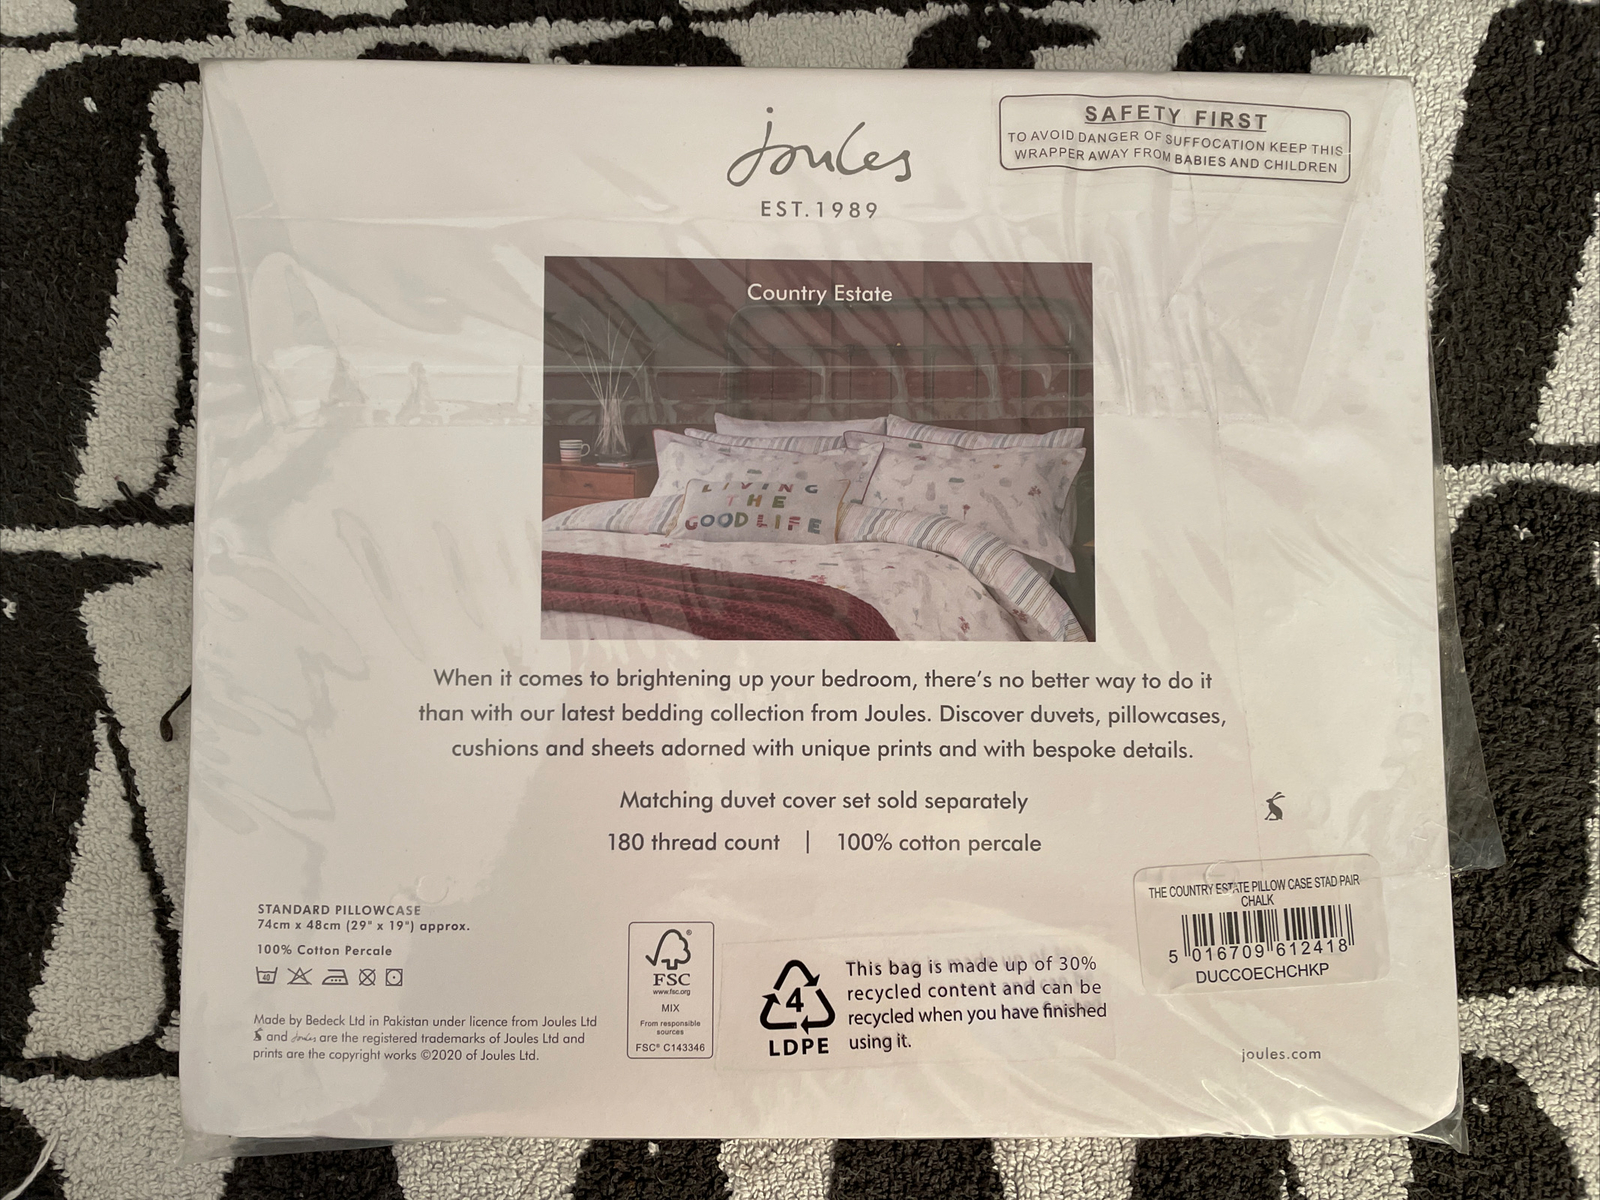 joules
EST. 1989
SAFETY FIRST
TO AVOID DANGER OF SUFFOCATION KEEP THIS
WRAPPER AWAY FROM BABIES AND CHILDREN
Country Estate
LIVING
THE
GOOD LIFE
When it comes to brightening up your bedroom, there's no better way to do it
than with our latest bedding collection from Joules. Discover duvets, pillowcases,
cushions and sheets adorned with unique prints and with bespoke details.
Matching duvet cover set sold separately
180 thread count | 100% cotton percale
STANDARD PILLOWCASE
74cm x 48cm (29" x 19") approx.
100% Cotton Percale
40
Made by Bedeck Ltd in Pakistan under licence from Joules Ltd
and Joules are the registered trademarks of Joules Ltd and
prints are the copyright works ©2020 of Joules Ltd.
®
FSC
www.fsc.org
MIX
From responsible
sources
FSC® C143346
4
LDPE
This bag is made up of 30%
recycled content and can be
recycled when you have finished
using it.
THE COUNTRY ESTATE PILLOW CASE STAD PAIR
CHALK
5 016709 612418
DUCCOECHCHKP
joules.com